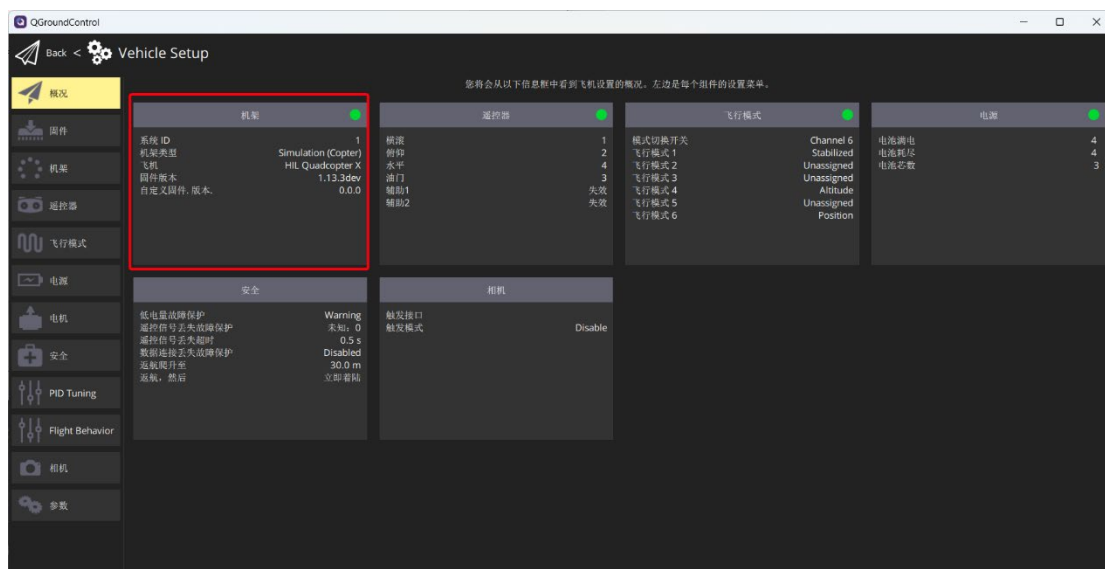 QGroundControl
Back < Vehicle Setup
概况
固件
机架
遥控器
飞行模式
电源
电机
安全
PID Tuning
Flight Behavior
相机
参数
您将会从以下信息框中看到飞机设置的概况。左边是每个组件的设置菜单。
机架
系统 ID 1
机架类型 Simulation (Copter)
飞机 HIL Quadcopter X
固件版本 1.13.3dev
自定义固件. 版本. 0.0.0
遥控器
横滚 1
俯仰 2
水平 4
油门 3
辅助1 失效
辅助2 失效
飞行模式
模式切换开关 Channel 6
飞行模式 1 Stabilized
飞行模式 2 Unassigned
飞行模式 3 Unassigned
飞行模式 4 Altitude
飞行模式 5 Unassigned
飞行模式 6 Position
电源
电池满电 4
电池耗尽 4
电池芯数 3
安全
低电量故障保护 Warning
遥控信号丢失故障保护 未知: 0
遥控信号丢失超时 0.5 s
数据连接丢失故障保护 Disabled
返航爬升至 30.0 m
返航，然后 立即着陆
相机
触发接口
触发模式 Disable